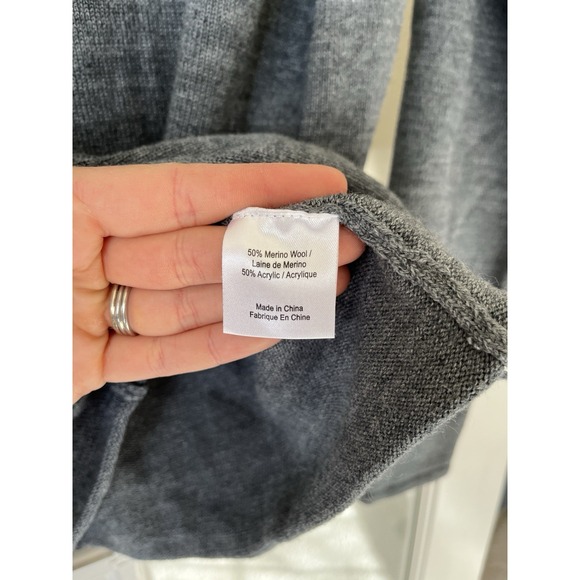 50% Merino Wool /
Laine de Merino
50% Acrylic / Acrylique
Made in China
Fabrique En Chine